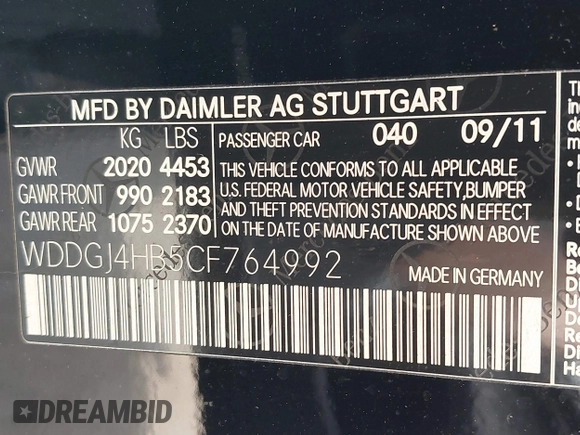 MFD BY DAIMLER AG STUTTGART
KG LBS PASSENGER CAR 040 09/11
GVWR 2020 4453 THIS VEHICLE CONFORMS TO ALL APPLICABLE
GAWR FRONT 990 2183 U.S. FEDERAL MOTOR VEHICLE SAFETY, BUMPER
AND THEFT PREVENTION STANDARDS IN EFFECT
GAWR REAR 1075 2370 ON THE DATE OF MANUFACTURE SHOWN ABOVE.
WDDGJ4HB5CF764992
MADE IN GERMANY
DREAMBID